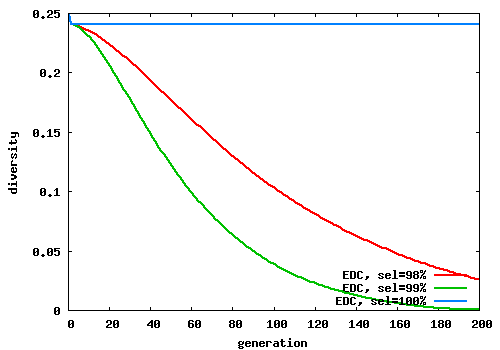 0.25
0.2
0.15
0.1
0.05
0
diversity
EDC, sel=98%
EDC, sel=99%
EDC, sel=100%
0 20 40 60 80 100 120 140 160 180 200
generation